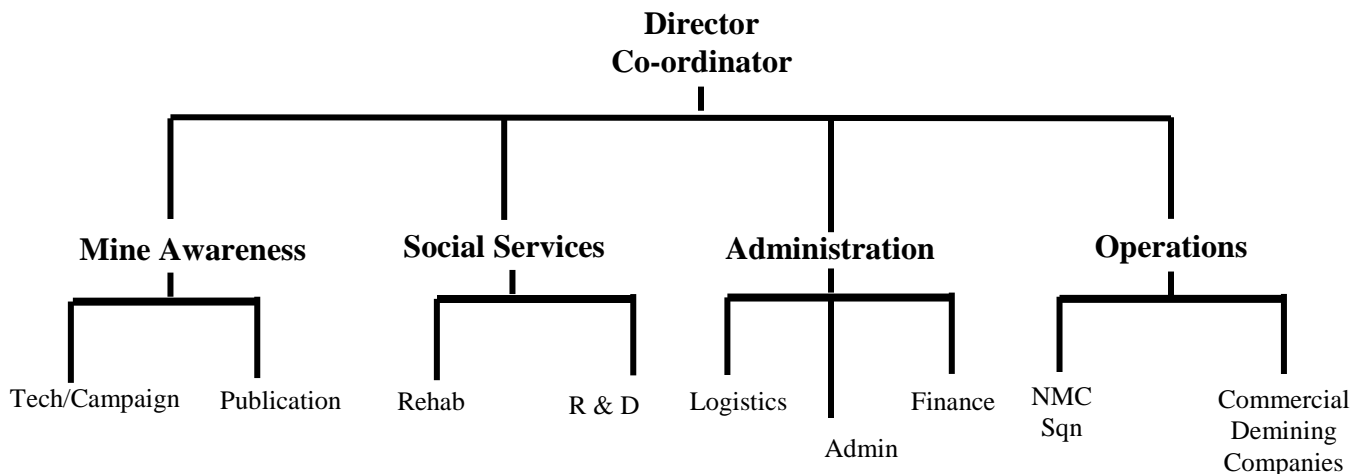 Director
Co-ordinator
Mine Awareness
Social Services
Administration
Operations
Tech/Campaign
Publication
Rehab
R & D
Logistics
Admin
Finance
NMC
Sqn
Commercial
Demining
Companies